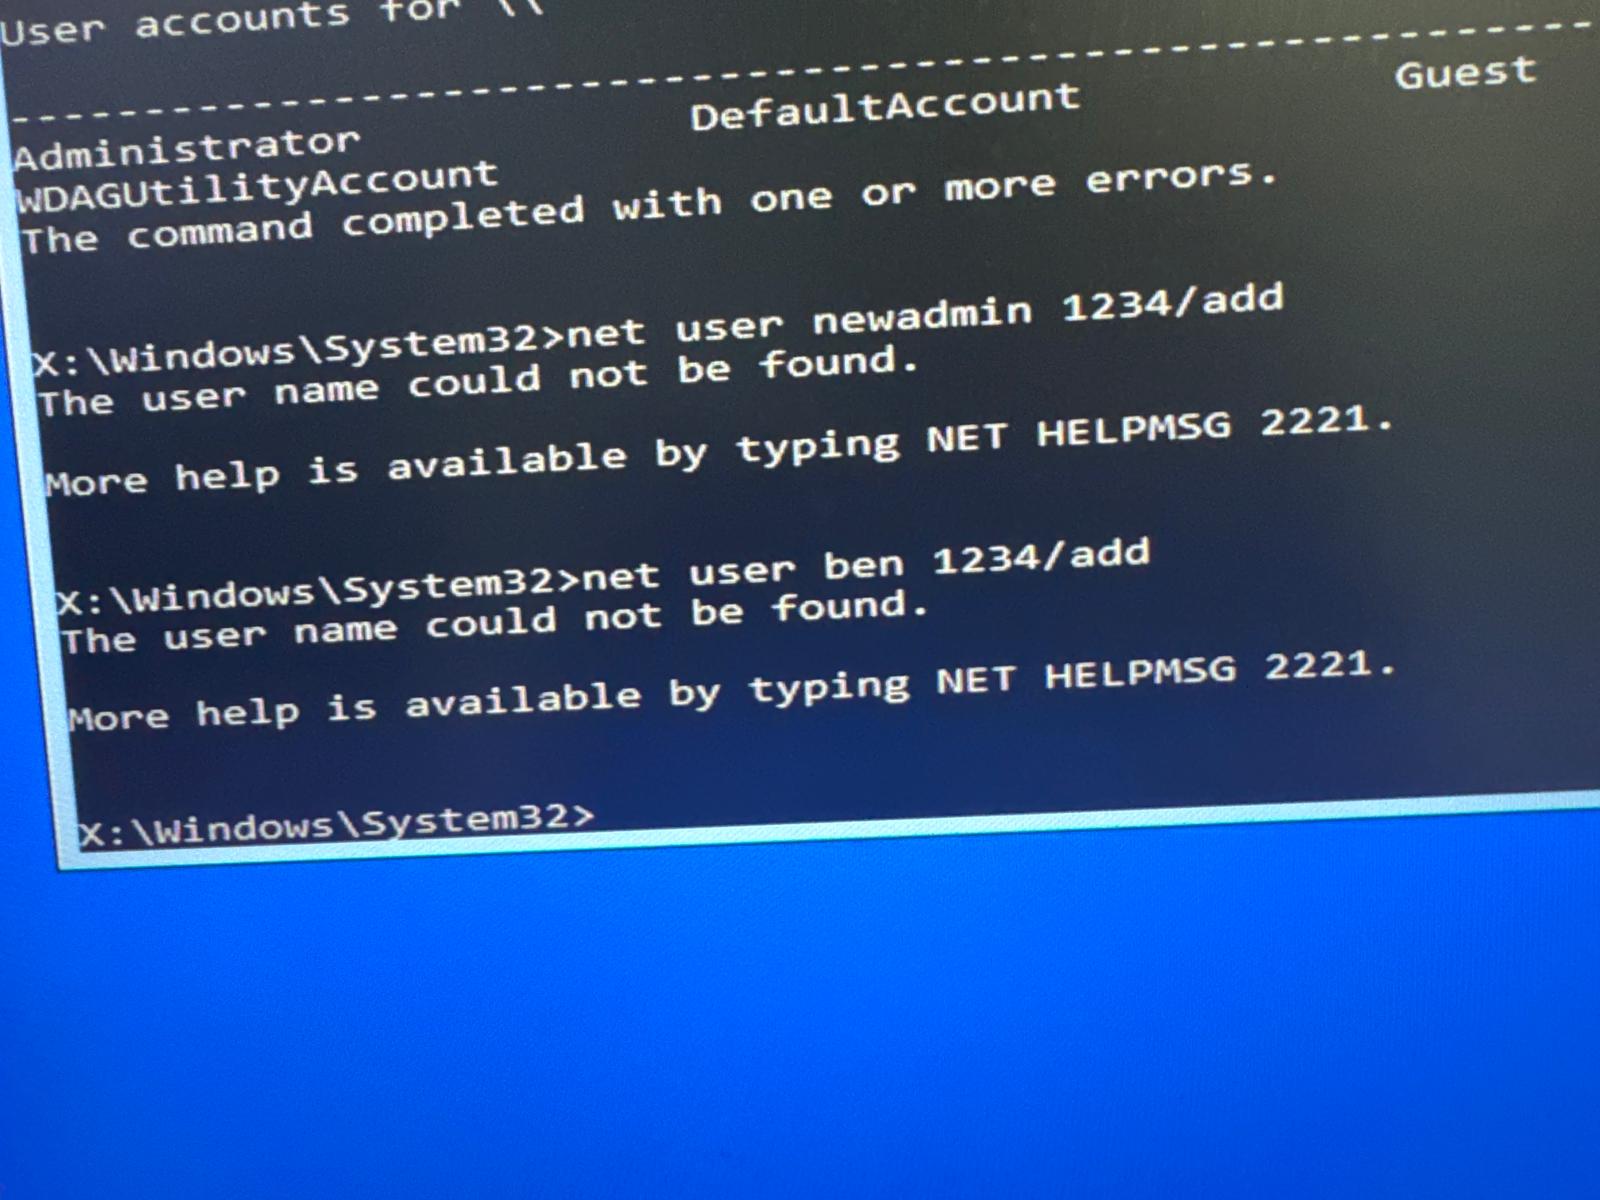 User accounts for \\
-------------------------------------------------------------------------------
Administrator DefaultAccount Guest
WDAGUtilityAccount
The command completed with one or more errors.
X:\Windows\System32>net user newadmin 1234/add
The user name could not be found.
More help is available by typing NET HELPMSG 2221.
X:\Windows\System32>net user ben 1234/add
The user name could not be found.
More help is available by typing NET HELPMSG 2221.
X:\Windows\System32>